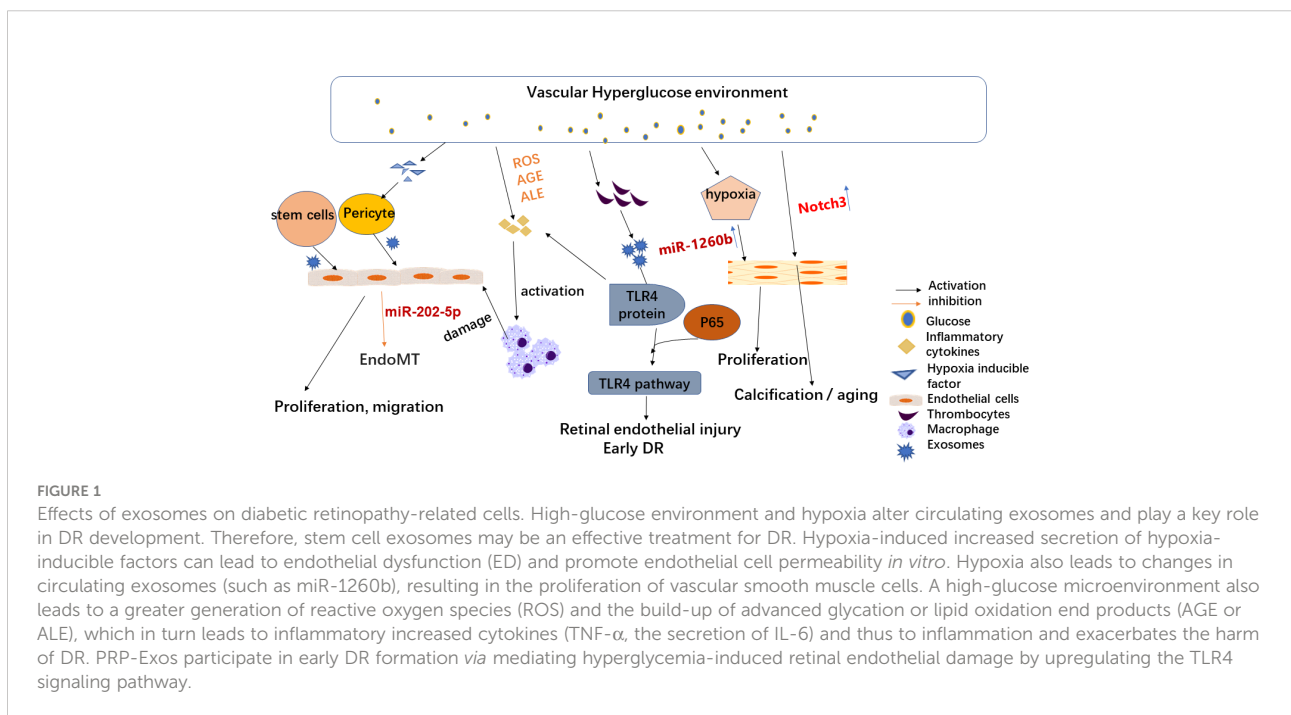 Vascular Hyperglucose environment
ROS
AGE
ALE
hypoxia
Notch3
stem cells
Pericyte
miR-1260b
activation
TLR4
protein
P65
miR-202-5p
damage
EndoMT
Proliferation
TLR4 pathway
Calcification / aging
Proliferation, migration
Retinal endothelial injury
Early DR
Activation
inhibition
Glucose
Inflammatory
cytokines
Hypoxia inducible
factor
Endothelial cells
Thrombocytes
Macrophage
Exosomes
FIGURE 1
Effects of exosomes on diabetic retinopathy-related cells. High-glucose environment and hypoxia alter circulating exosomes and play a key role
in DR development. Therefore, stem cell exosomes may be an effective treatment for DR. Hypoxia-induced increased secretion of hypoxia-
inducible factors can lead to endothelial dysfunction (ED) and promote endothelial cell permeability in vitro. Hypoxia also leads to changes in
circulating exosomes (such as miR-1260b), resulting in the proliferation of vascular smooth muscle cells. A high-glucose microenvironment also
leads to a greater generation of reactive oxygen species (ROS) and the build-up of advanced glycation or lipid oxidation end products (AGE or
ALE), which in turn leads to inflammatory increased cytokines (TNF-α, the secretion of IL-6) and thus to inflammation and exacerbates the harm
of DR. PRP-Exos participate in early DR formation via mediating hyperglycemia-induced retinal endothelial damage by upregulating the TLR4
signaling pathway.